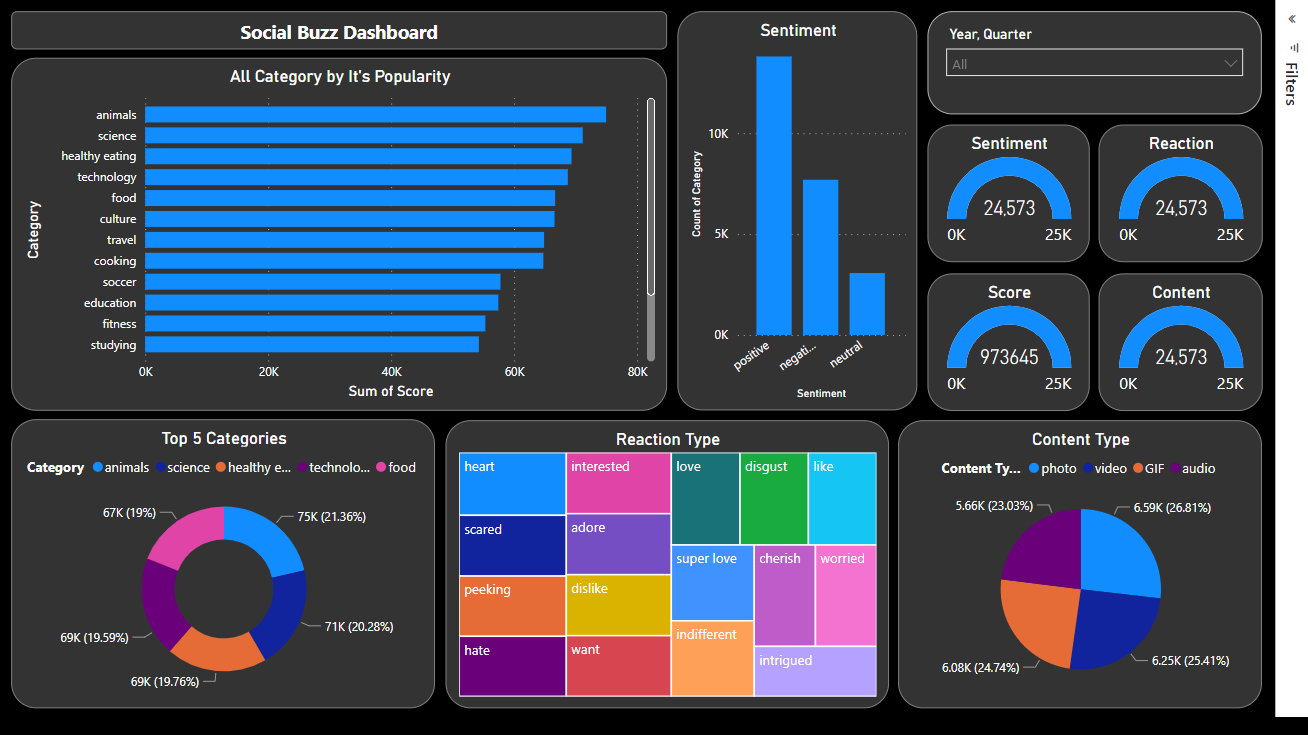 Social Buzz Dashboard
All Category by It's Popularity
Category
animals
science
healthy eating
technology
food
culture
travel
cooking
soccer
education
fitness
studying
0K 20K 40K 60K 80K
Sum of Score
Sentiment
Count of Category
10K
5K
0K
positive negati... neutral
Sentiment
Year, Quarter
All
Filters
Sentiment
24,573
0K 25K
Reaction
24,573
0K 25K
Score
973645
0K 25K
Content
24,573
0K 25K
Top 5 Categories
Category animals science healthy e... technolo... food
67K (19%)
75K (21.36%)
71K (20.28%)
69K (19.59%)
69K (19.76%)
Reaction Type
heart
scared
peeking
hate
interested
adore
dislike
want
love
disgust
like
super love
cherish
worried
indifferent
intrigued
Content Type
Content Ty... photo video GIF audio
5.66K (23.03%)
6.59K (26.81%)
6.08K (24.74%)
6.25K (25.41%)